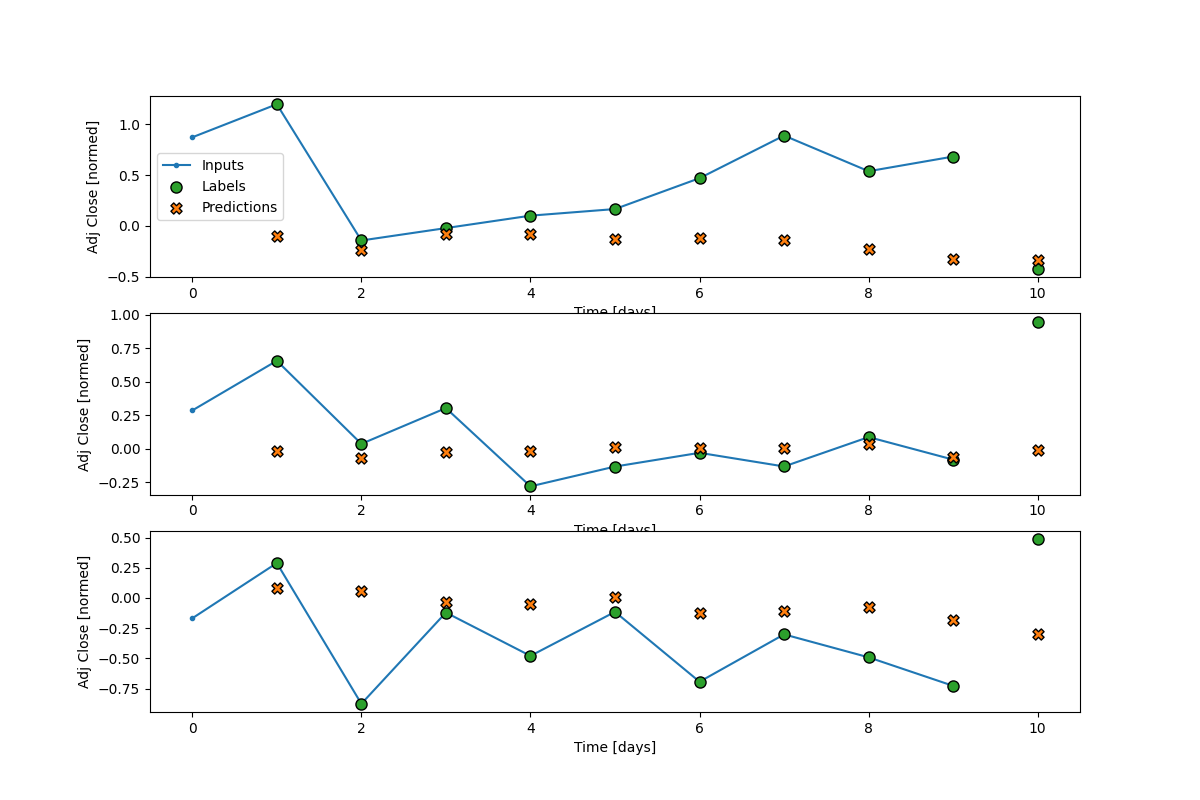 Adj Close [normed]
1.0
0.5
0.0
−0.5
Inputs
Labels
Predictions
0 2 4 6 8 10
Time [days]
Adj Close [normed]
1.00
0.75
0.50
0.25
0.00
−0.25
0 2 4 6 8 10
Time [days]
Adj Close [normed]
0.50
0.25
0.00
−0.25
−0.50
−0.75
0 2 4 6 8 10
Time [days]